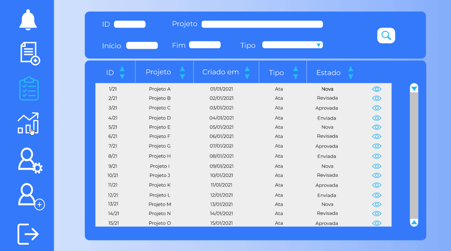 ID Projeto
Início Fim Tipo
ID Projeto Criado em Tipo Estado
1/21 Projeto A 01/01/2021 Ata Nova
2/21 Projeto B 02/01/2021 Ata Revisada
3/21 Projeto C 03/01/2021 Ata Aprovada
4/21 Projeto D 04/01/2021 Ata Enviada
5/21 Projeto E 05/01/2021 Ata Nova
6/21 Projeto F 06/01/2021 Ata Revisada
7/21 Projeto G 07/01/2021 Ata Aprovada
8/21 Projeto H 08/01/2021 Ata Enviada
9/21 Projeto I 09/01/2021 Ata Nova
10/21 Projeto J 10/01/2021 Ata Revisada
11/21 Projeto K 11/01/2021 Ata Aprovada
12/21 Projeto L 12/01/2021 Ata Enviada
13/21 Projeto M 13/01/2021 Ata Nova
14/21 Projeto N 14/01/2021 Ata Revisada
15/21 Projeto O 15/01/2021 Ata Aprovada